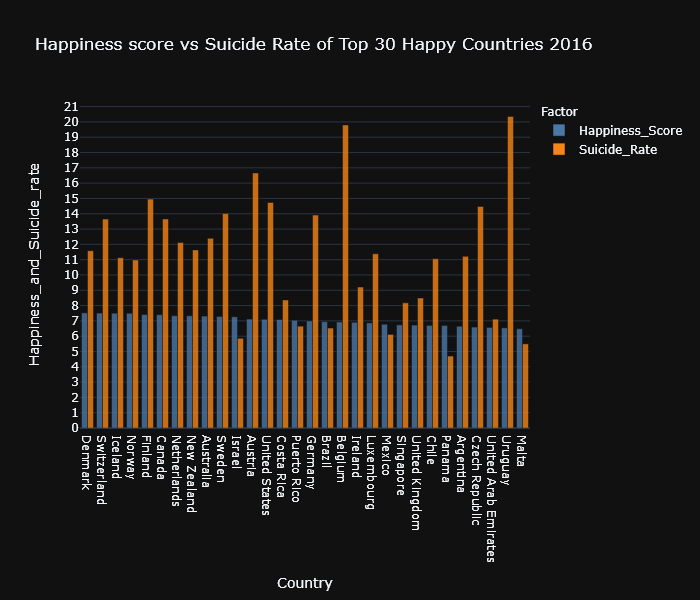 Happiness score vs Suicide Rate of Top 30 Happy Countries 2016
Factor
Happiness_Score
Suicide_Rate
Happiness_and_Suicide_rate
21
20
19
18
17
16
15
14
13
12
11
10
9
8
7
6
5
4
3
2
1
0
Denmark
Switzerland
Iceland
Norway
Finland
Canada
Netherlands
New Zealand
Australia
Sweden
Israel
Austria
United States
Costa Rica
Puerto Rico
Germany
Brazil
Belgium
Ireland
Luxembourg
Mexico
Singapore
United Kingdom
Chile
Panama
Argentina
Czech Republic
United Arab Emirates
Uruguay
Malta
Country